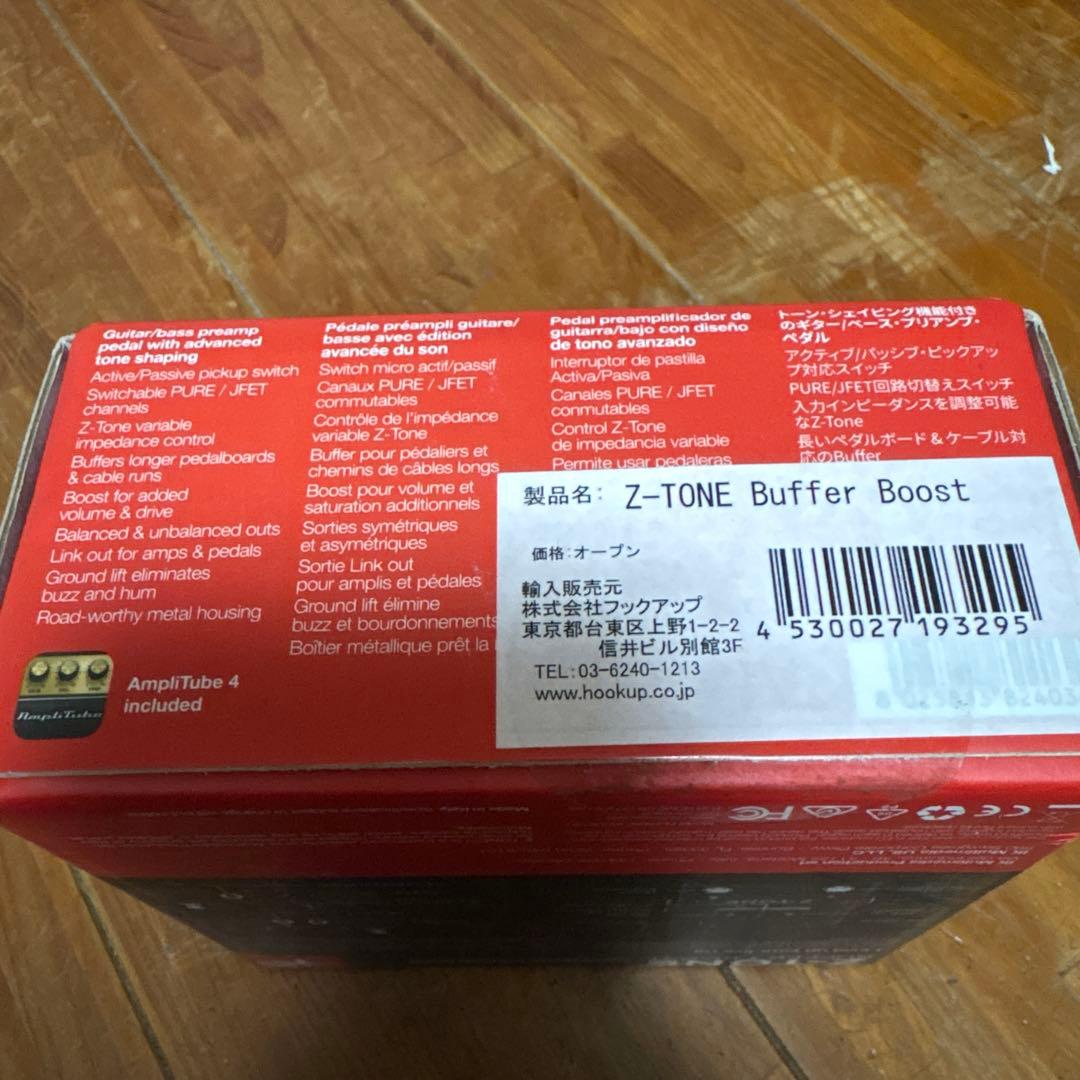 Guitar/bass preamp
pedal with advanced
tone shaping
Active/Passive pickup switch
Switchable PURE / JFET
channels
Z-Tone variable
impedance control
Buffers longer pedalboards
& cable runs
Boost for added
volume & drive
Balanced & unbalanced outs
Link out for amps & pedals
Ground lift eliminates
buzz and hum
Road-worthy metal housing
AmpliTube
AmpliTube 4
included
Pédale préampli guitare/
basse avec édition
avancée du son
Switch micro actif/passif
Canaux PURE / JFET
commutables
Contrôle de l'impédance
variable Z-Tone
Buffer pour pédaliers et
chemins de câbles longs
Boost pour volume et
saturation additionnels
Sorties symétriques
et asymétriques
Sortie Link out
pour amplis et pédales
Ground lift élimine
buzz et bourdonnements
Boîtier métallique prêt la
Pedal preamplificador de
guitarra/bajo con diseño
de tono avanzado
Interruptor de pastilla
Activa/Pasiva
Canales PURE / JFET
conmutables
Control Z-Tone
de impedancia variable
Permite usar pedaleras
トーン・シェイピング機能付き
のギター/ベース・プリアンプ・
ペダル
アクティブ/パッシブ・ピックアッ
プ対応スイッチ
PURE/JFET回路切替えスイッチ
入力インピーダンスを調整可能
なZ-Tone
長いペダルボード＆ケーブル対
応のBuffer
製品名: Z-TONE Buffer Boost
価格:オープン
輸入販売元
株式会社フックアップ
東京都台東区上野1-2-2
信井ビル別館3F
TEL:03-6240-1213
www.hookup.co.jp
4 530027 193295
FC CE
IK Multimedia US, LLC
IK Multimedia Production srl